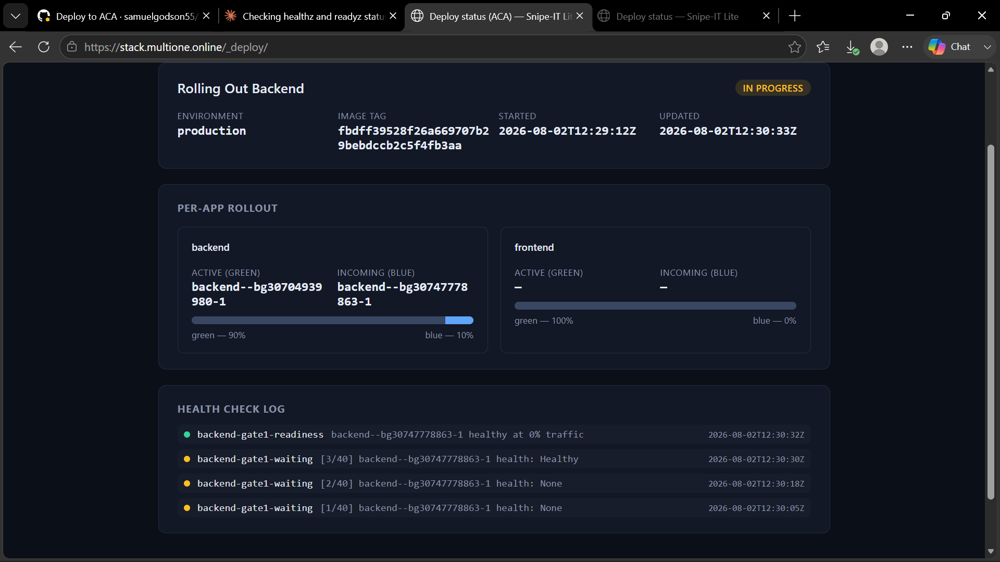 Deploy to ACA · samuelgodson55/
Checking healthz and readyz statu
Deploy status (ACA) — Snipe-IT Lit
Deploy status — Snipe-IT Lite
https://stack.multione.online/_deploy/
Chat
Rolling Out Backend
IN PROGRESS
ENVIRONMENT
production
IMAGE TAG
fbdff39528f26a669707b2
9bebdccb2c5f4fb3aa
STARTED
2026-08-02T12:29:12Z
UPDATED
2026-08-02T12:30:33Z
PER-APP ROLLOUT
backend
ACTIVE (GREEN)
backend--bg30704939
980-1
INCOMING (BLUE)
backend--bg30747778
863-1
green — 90%
blue — 10%
frontend
ACTIVE (GREEN)
—
INCOMING (BLUE)
—
green — 100%
blue — 0%
HEALTH CHECK LOG
backend-gate1-readiness backend--bg30747778863-1 healthy at 0% traffic 2026-08-02T12:30:32Z
backend-gate1-waiting [3/40] backend--bg30747778863-1 health: Healthy 2026-08-02T12:30:30Z
backend-gate1-waiting [2/40] backend--bg30747778863-1 health: None 2026-08-02T12:30:18Z
backend-gate1-waiting [1/40] backend--bg30747778863-1 health: None 2026-08-02T12:30:05Z